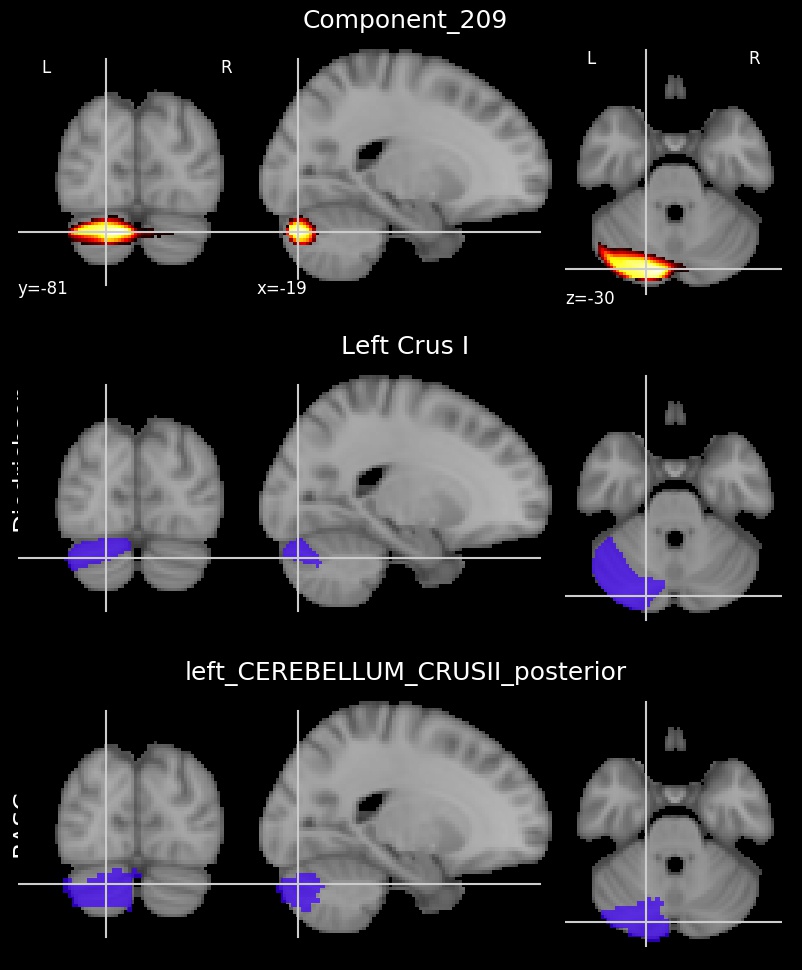 Component_209
L R L R
y=-81 x=-19 z=-30
Left Crus I
left_CEREBELLUM_CRUSII_posterior